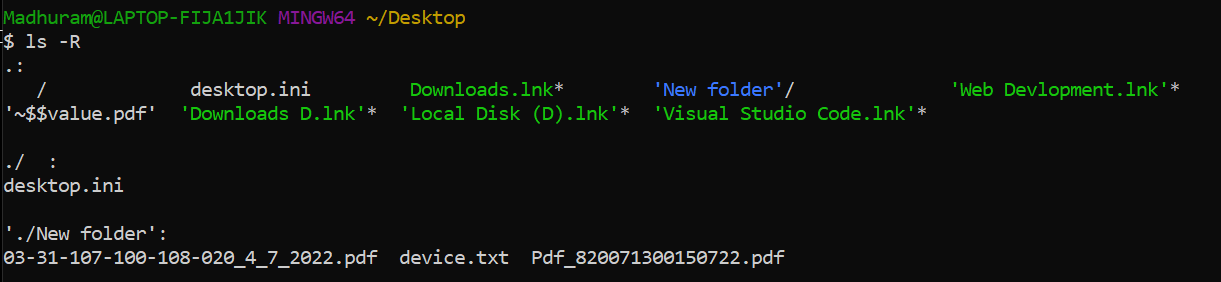 Madhuram@LAPTOP-FIJA1JIK MINGW64 ~/Desktop
$ ls -R
.:
   /             desktop.ini         Downloads.lnk*        'New folder'/              'Web Devlopment.lnk'*
'~$$value.pdf'  'Downloads D.lnk'*  'Local Disk (D).lnk'*  'Visual Studio Code.lnk'*

./  :
desktop.ini

'./New folder':
03-31-107-100-108-020_4_7_2022.pdf  device.txt  Pdf_820071300150722.pdf